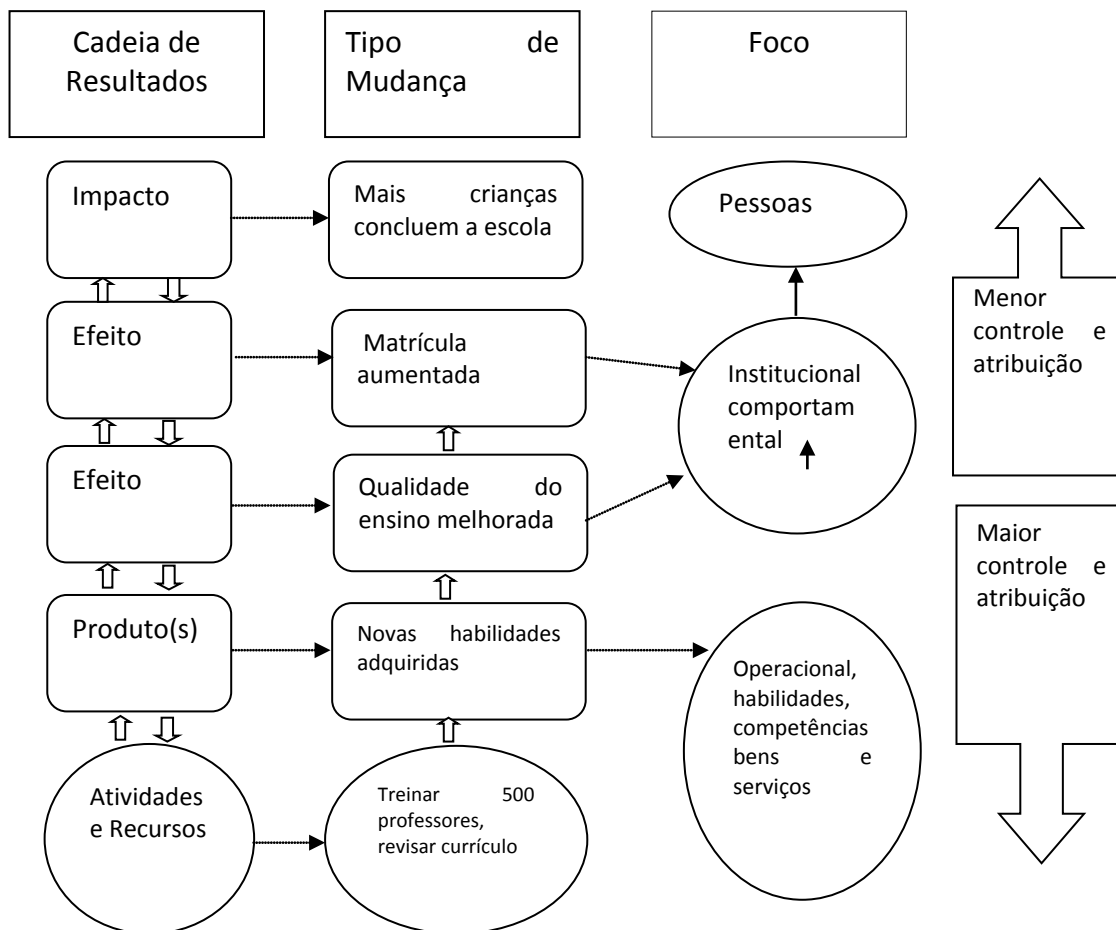 Cadeia de
Resultados
Tipo de
Mudança
Foco
Impacto
Mais crianças
concluem a escola
Pessoas
Menor
controle e
atribuição
Efeito
Matrícula
aumentada
Institucional
comportam
ental
Efeito
Qualidade do
ensino melhorada
Maior
controle e
atribuição
Produto(s)
Novas habilidades
adquiridas
Operacional,
habilidades,
competências
bens e
serviços
Atividades
e Recursos
Treinar 500
professores,
revisar currículo